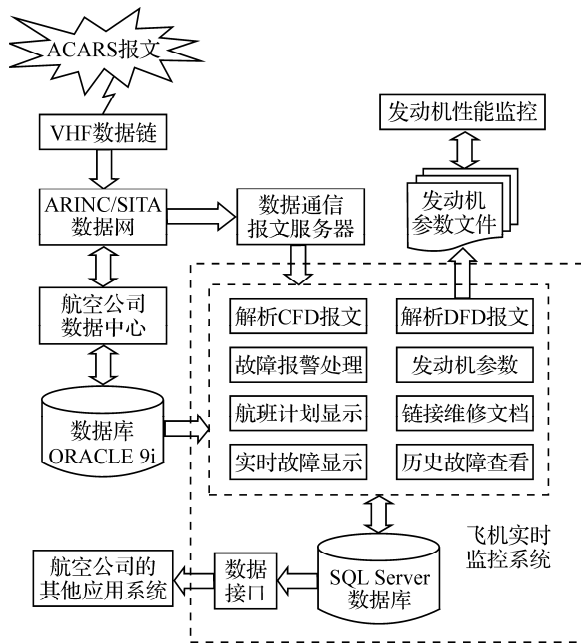 ACARS报文
VHF数据链
ARINC/SITA
数据网
航空公司
数据中心
数据库
ORACLE 9i
数据通信
报文服务器
发动机性能监控
发动机
参数文件
解析CFD报文
解析DFD报文
故障报警处理
发动机参数
航班计划显示
链接维修文档
实时故障显示
历史故障查看
飞机实时
监控系统
SQL Server
数据库
数据
接口
航空公司的
其他应用系统